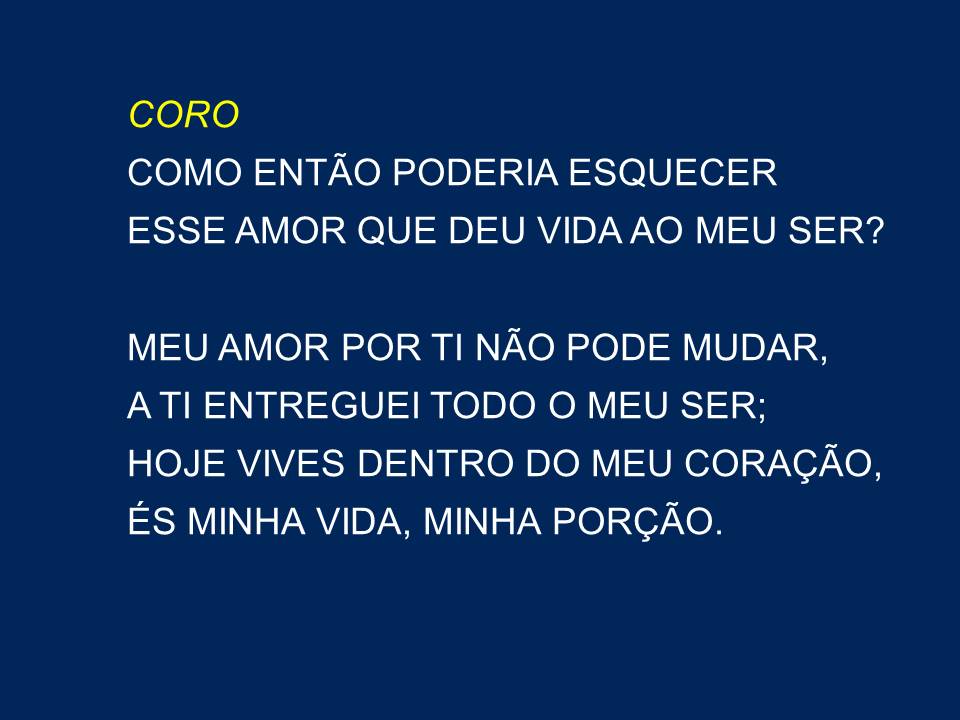 CORO
COMO ENTÃO PODERIA ESQUECER
ESSE AMOR QUE DEU VIDA AO MEU SER?
MEU AMOR POR TI NÃO PODE MUDAR,
A TI ENTREGUEI TODO O MEU SER;
HOJE VIVES DENTRO DO MEU CORAÇÃO,
ÉS MINHA VIDA, MINHA PORÇÃO.